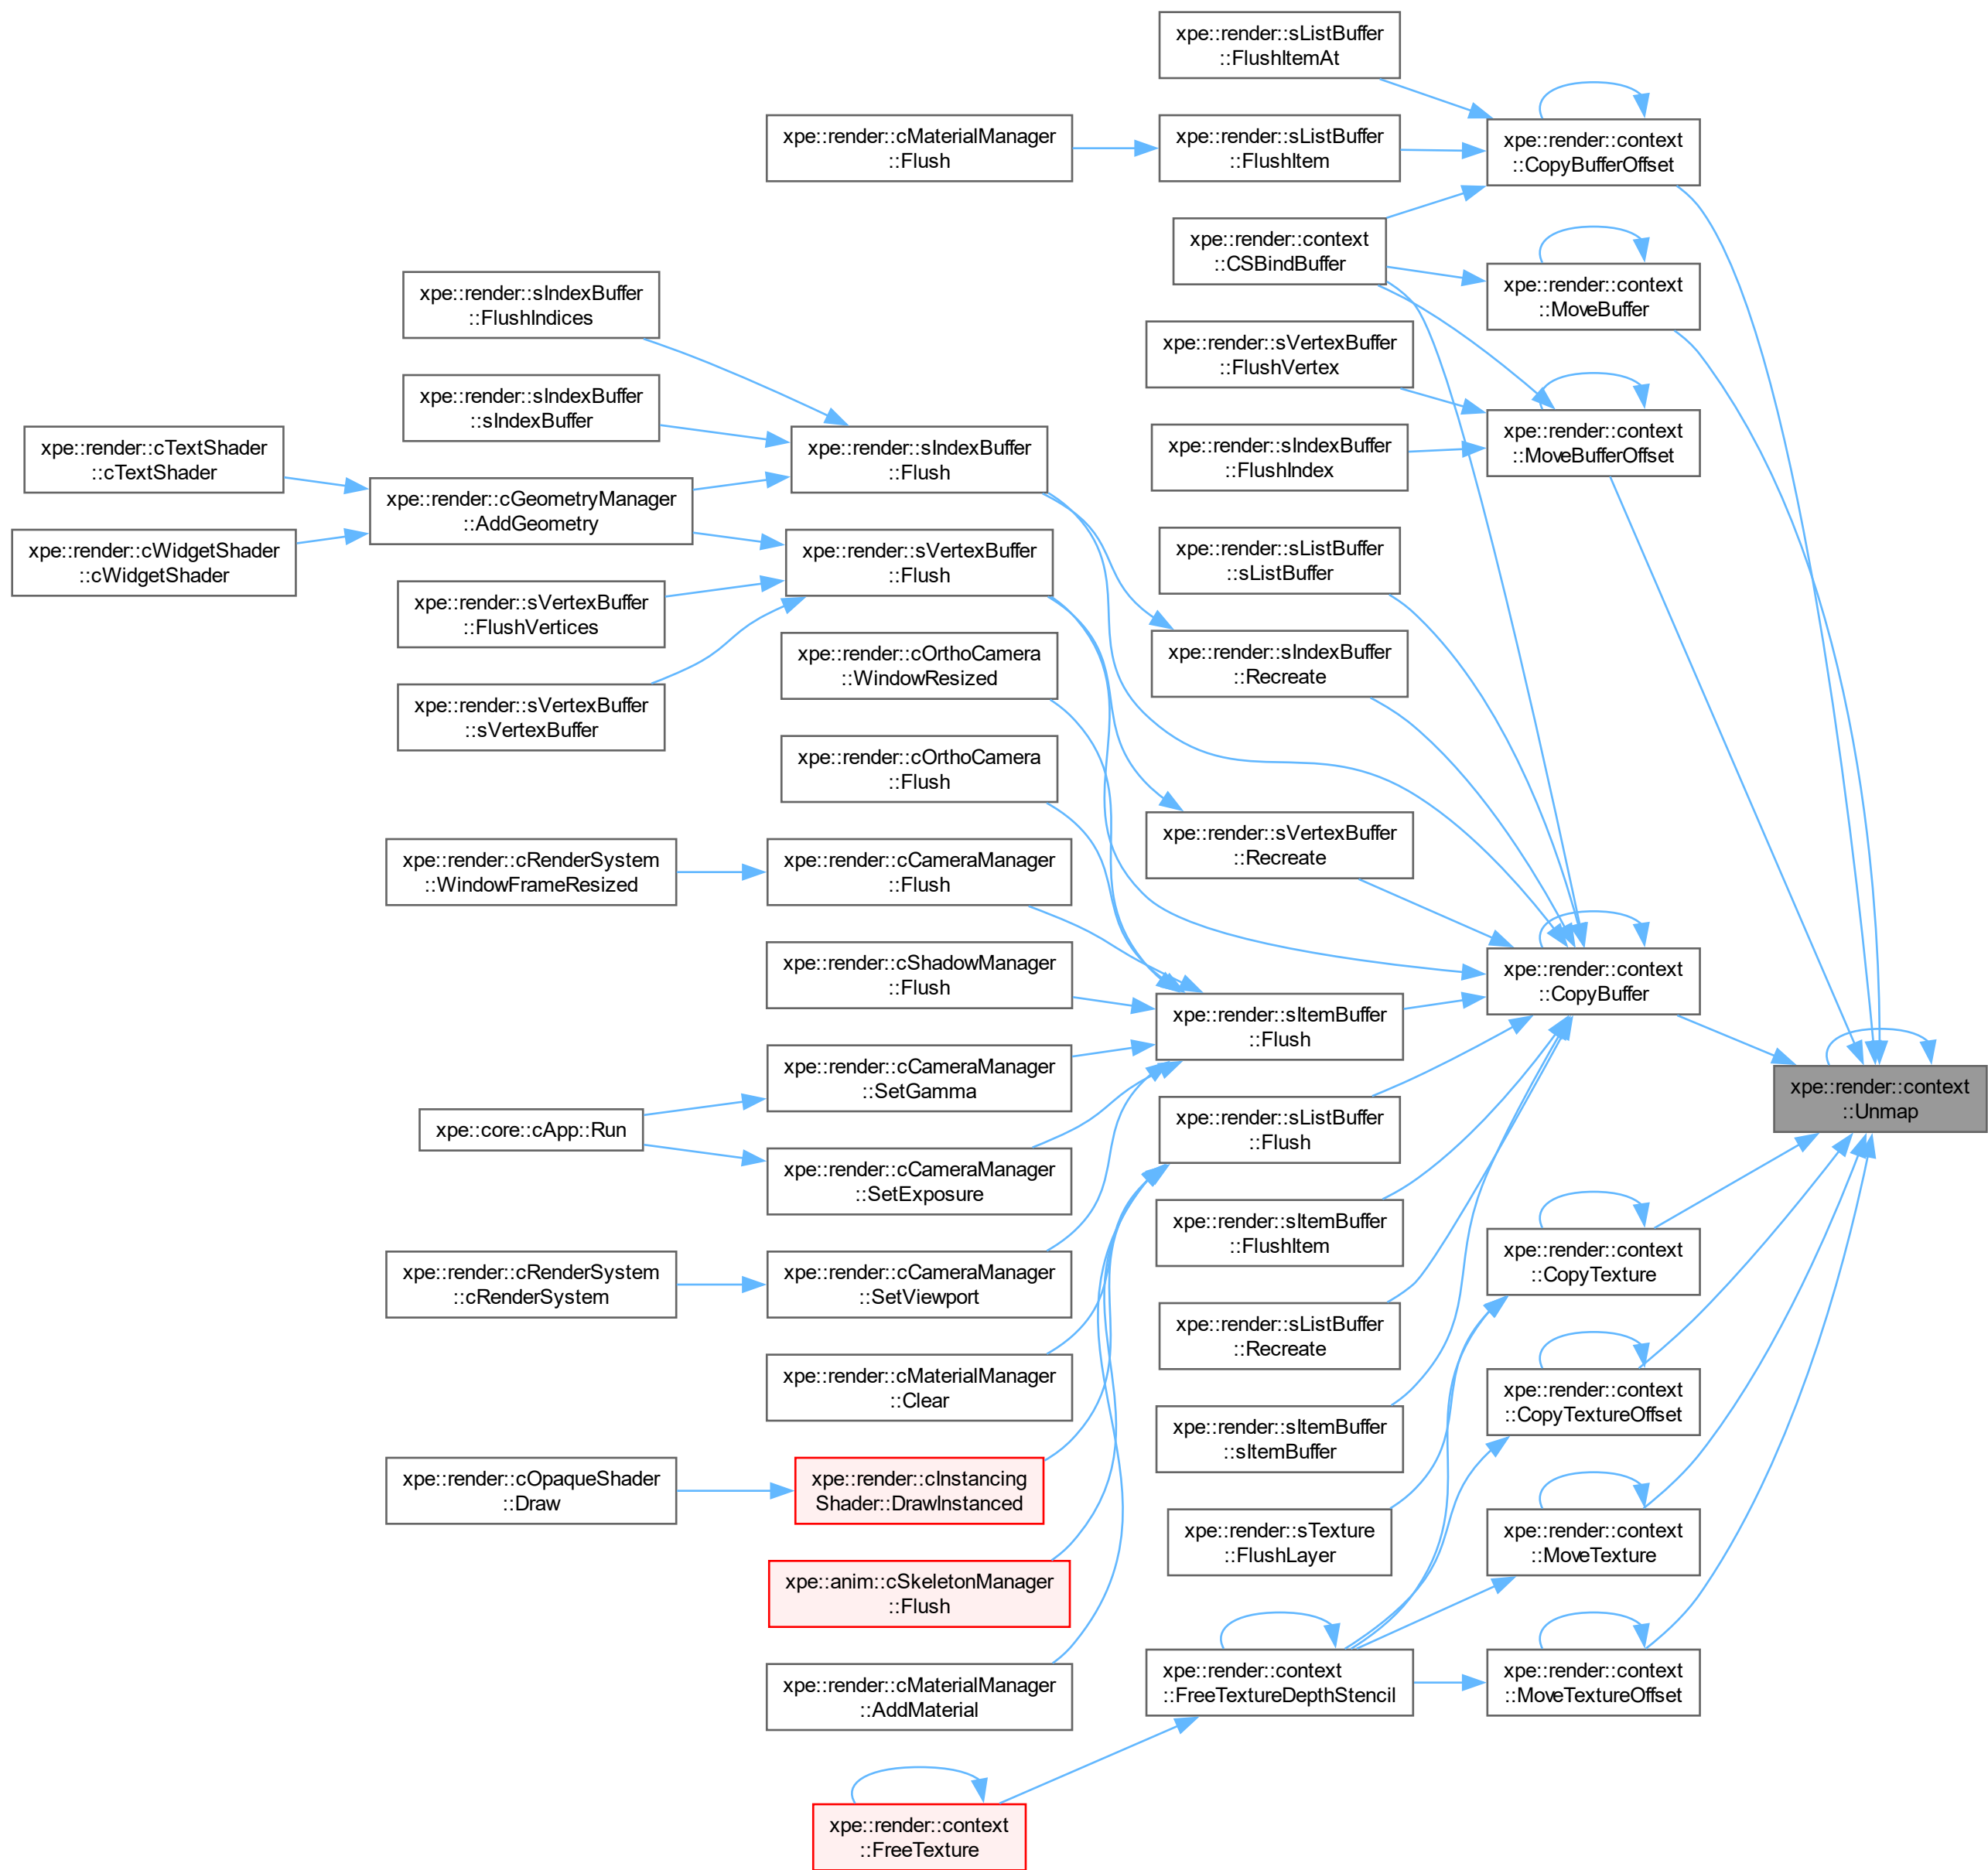 xpe::render::sListBuffer
::FlushItemAt
xpe::render::cMaterialManager
::Flush
xpe::render::sListBuffer
::FlushItem
xpe::render::context
::CopyBufferOffset
xpe::render::context
::CSBindBuffer
xpe::render::context
::MoveBuffer
xpe::render::sIndexBuffer
::FlushIndices
xpe::render::sVertexBuffer
::FlushVertex
xpe::render::sIndexBuffer
::sIndexBuffer
xpe::render::context
::MoveBufferOffset
xpe::render::cTextShader
::cTextShader
xpe::render::sIndexBuffer
::Flush
xpe::render::sIndexBuffer
::FlushIndex
xpe::render::cGeometryManager
::AddGeometry
xpe::render::cWidgetShader
::cWidgetShader
xpe::render::sVertexBuffer
::Flush
xpe::render::sListBuffer
::sListBuffer
xpe::render::sVertexBuffer
::FlushVertices
xpe::render::cOrthoCamera
::WindowResized
xpe::render::sIndexBuffer
::Recreate
xpe::render::sVertexBuffer
::sVertexBuffer
xpe::render::cOrthoCamera
::Flush
xpe::render::sVertexBuffer
::Recreate
xpe::render::cRenderSystem
::WindowFrameResized
xpe::render::cCameraManager
::Flush
xpe::render::cShadowManager
::Flush
xpe::render::context
::CopyBuffer
xpe::render::sItemBuffer
::Flush
xpe::render::cCameraManager
::SetGamma
xpe::render::context
::Unmap
xpe::core::cApp::Run
xpe::render::sListBuffer
::Flush
xpe::render::cCameraManager
::SetExposure
xpe::render::sItemBuffer
::FlushItem
xpe::render::context
::CopyTexture
xpe::render::cRenderSystem
::cRenderSystem
xpe::render::cCameraManager
::SetViewport
xpe::render::sListBuffer
::Recreate
xpe::render::cMaterialManager
::Clear
xpe::render::context
::CopyTextureOffset
xpe::render::sItemBuffer
::sItemBuffer
xpe::render::cOpaqueShader
::Draw
xpe::render::cInstancing
Shader::DrawInstanced
xpe::render::sTexture
::FlushLayer
xpe::render::context
::MoveTexture
xpe::anim::cSkeletonManager
::Flush
xpe::render::cMaterialManager
::AddMaterial
xpe::render::context
::FreeTextureDepthStencil
xpe::render::context
::MoveTextureOffset
xpe::render::context
::FreeTexture